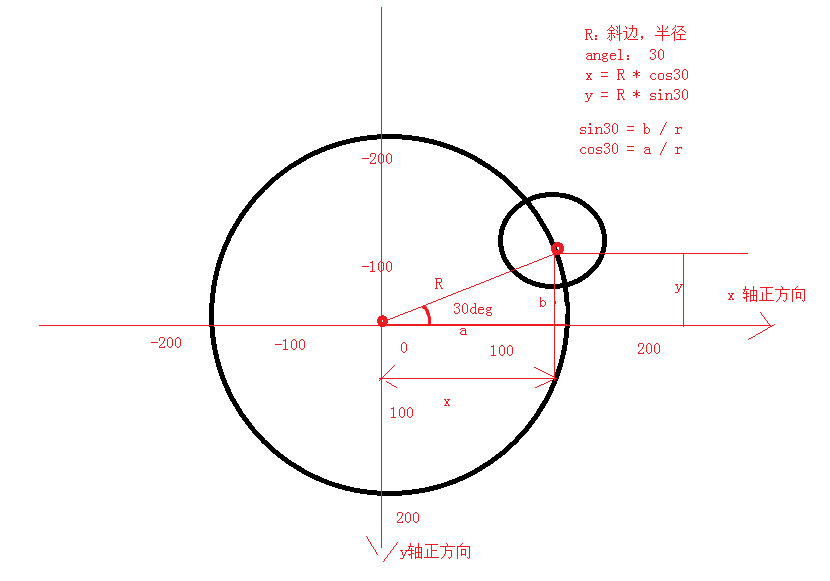 R：斜边，半径
angel： 30
x = R * cos30
y = R * sin30
sin30 = b / r
cos30 = a / r
-200
-100
R
30deg
b
y
x 轴正方向
a
-200
-100
0
100
200
x
100
200
y轴正方向